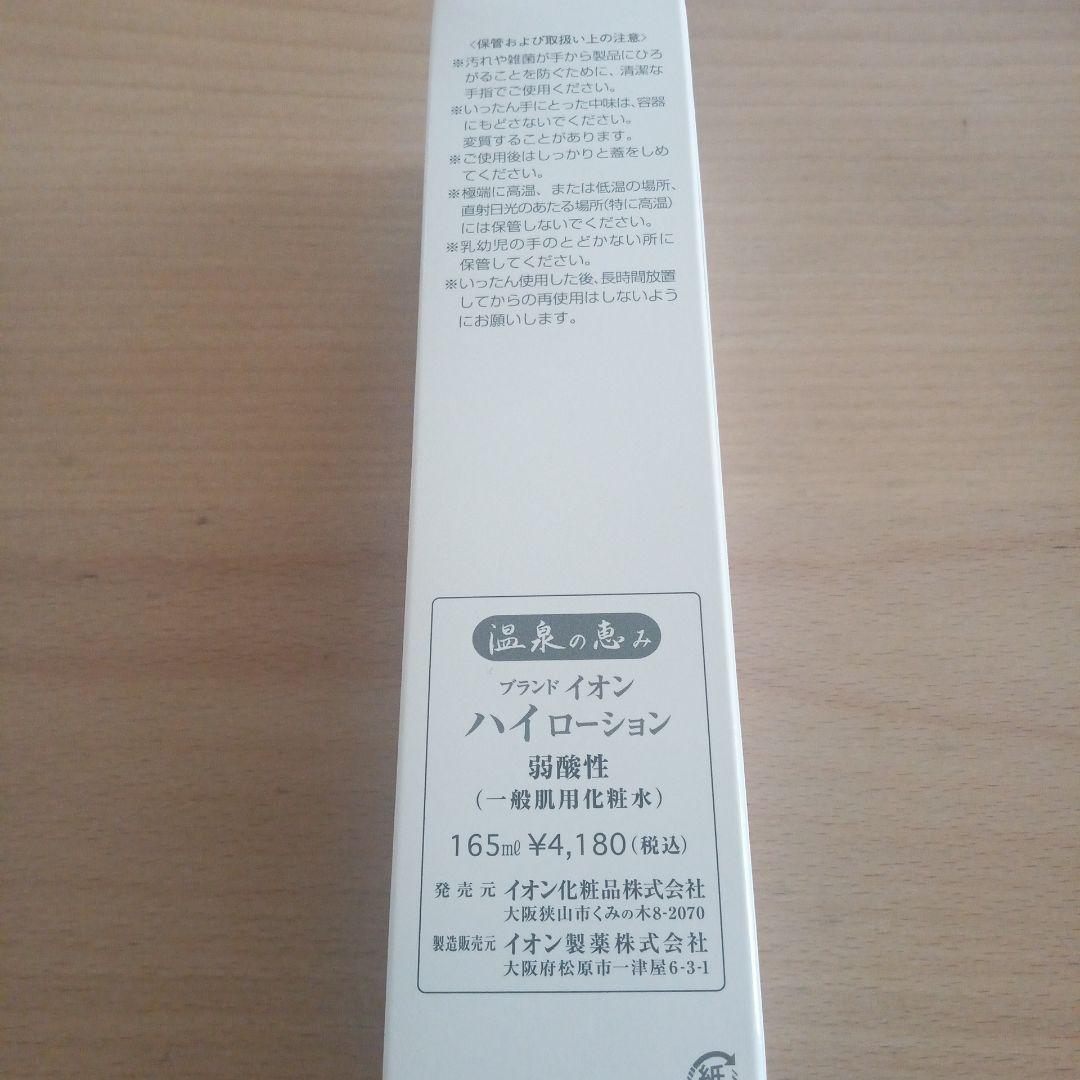 〈保管および取扱い上の注意〉
※汚れや雑菌が手から製品にひろ
がることを防ぐために、清潔な
手指でご使用ください。
※いったん手にとった中味は、容器
にもどさないでください。
変質することがあります。
※ご使用後はしっかりと蓋をしめ
てください。
※極端に高温、または低温の場所、
直射日光のあたる場所(特に高温)
には保管しないでください。
※乳幼児の手のとどかない所に
保管してください。
※いったん使用した後、長時間放置
してからの再使用はしないよう
にお願いします。
温泉の恵み
ブランド イオン
ハイローション
弱酸性
(一般肌用化粧水)
165㎖ ¥4,180(税込)
発売元 イオン化粧品株式会社
大阪狭山市くみの木8-2070
製造販売元 イオン製薬株式会社
大阪府松原市一津屋6-3-1
紙